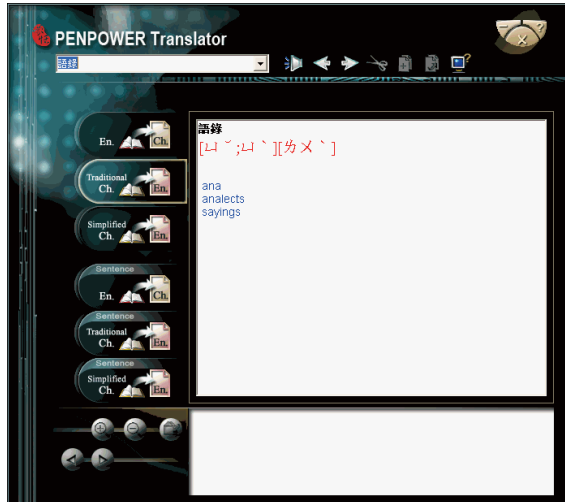 PENPOWER Translator
語錄
En. Ch.
Traditional
Ch. En.
Simplified
Ch. En.
Sentence
En. Ch.
Sentence
Traditional
Ch. En.
Sentence
Simplified
Ch. En.
語錄
[ㄩˇ;ㄩˋ][ㄌㄨˋ]
ana
analects
sayings